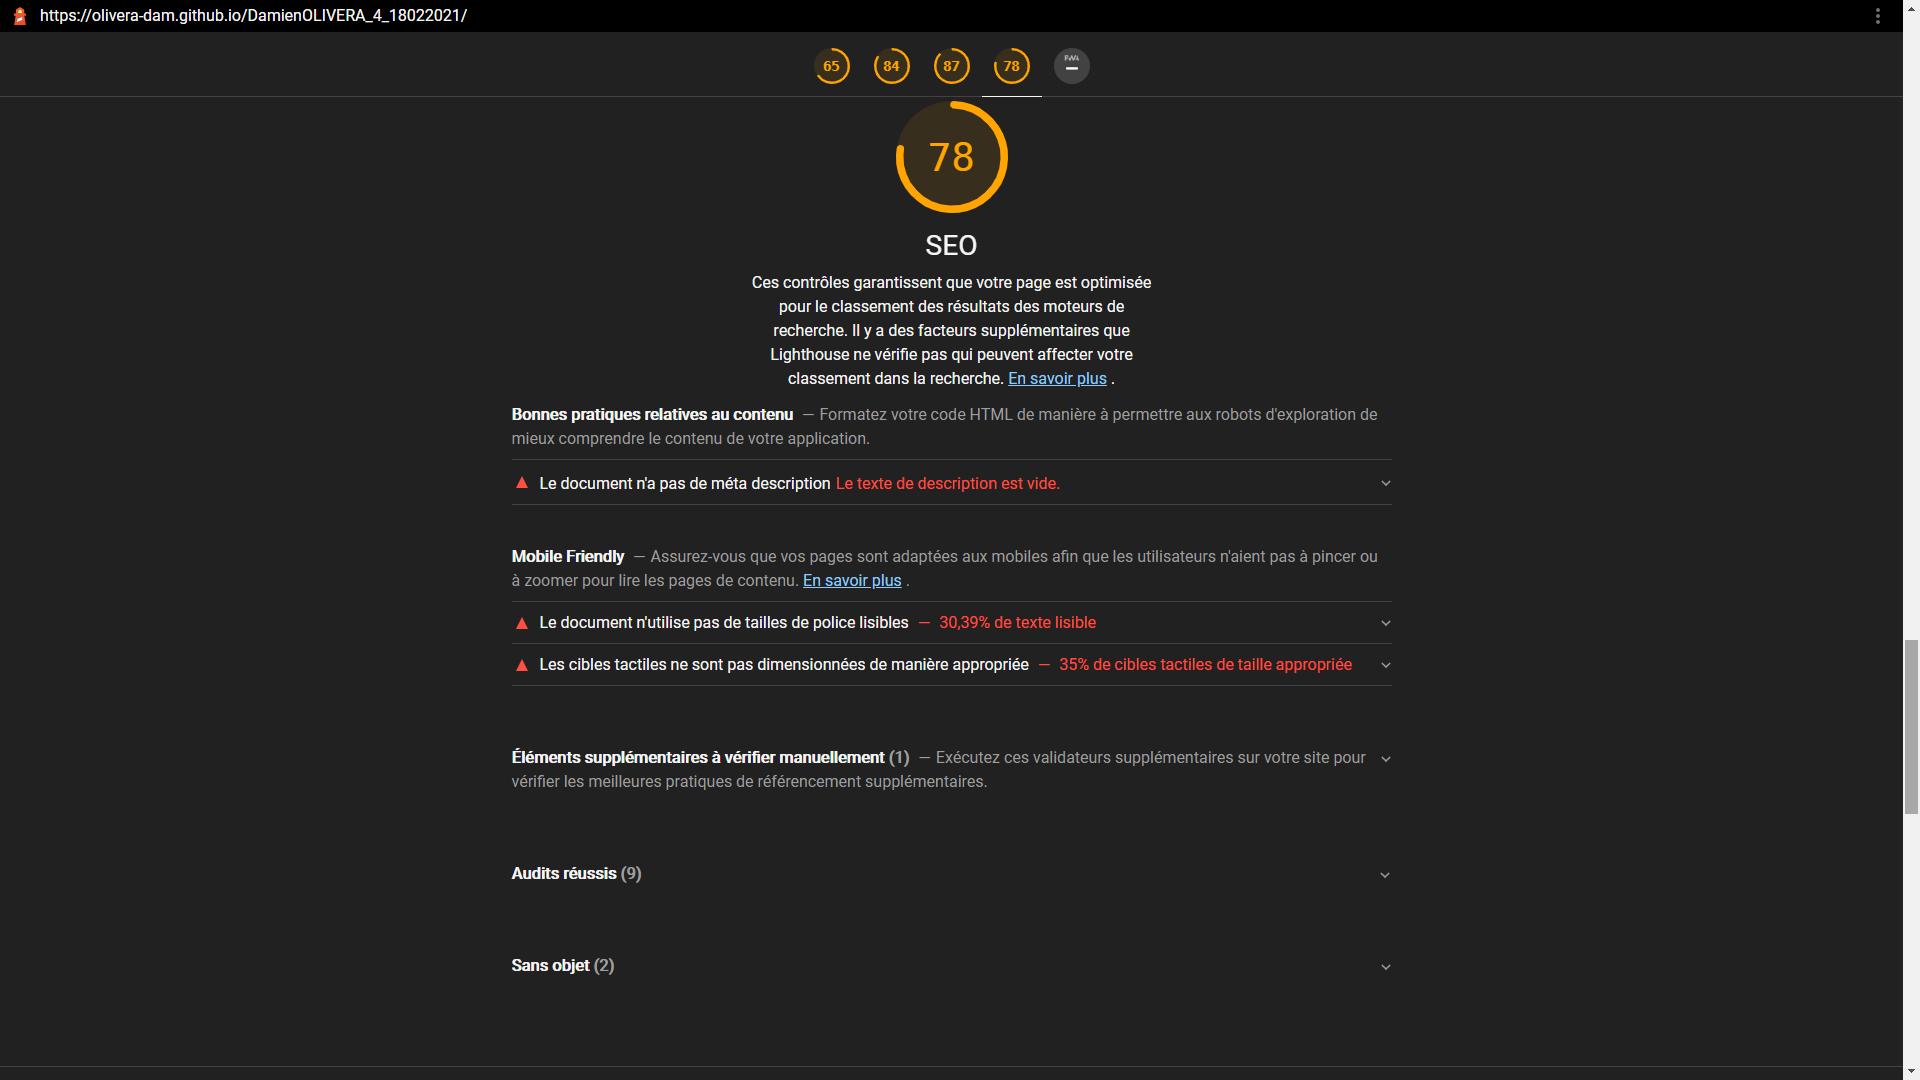 https://olivera-dam.github.io/DamienOLIVERA_4_18022021/
65 84 87 78 PWA
78
SEO
Ces contrôles garantissent que votre page est optimisée
pour le classement des résultats des moteurs de
recherche. Il y a des facteurs supplémentaires que
Lighthouse ne vérifie pas qui peuvent affecter votre
classement dans la recherche. En savoir plus .
Bonnes pratiques relatives au contenu — Formatez votre code HTML de manière à permettre aux robots d'exploration de
mieux comprendre le contenu de votre application.
Le document n'a pas de méta description Le texte de description est vide.
Mobile Friendly — Assurez-vous que vos pages sont adaptées aux mobiles afin que les utilisateurs n'aient pas à pincer ou
à zoomer pour lire les pages de contenu. En savoir plus .
Le document n'utilise pas de tailles de police lisibles — 30,39% de texte lisible
Les cibles tactiles ne sont pas dimensionnées de manière appropriée — 35% de cibles tactiles de taille appropriée
Éléments supplémentaires à vérifier manuellement (1) — Exécutez ces validateurs supplémentaires sur votre site pour
vérifier les meilleures pratiques de référencement supplémentaires.
Audits réussis (9)
Sans objet (2)